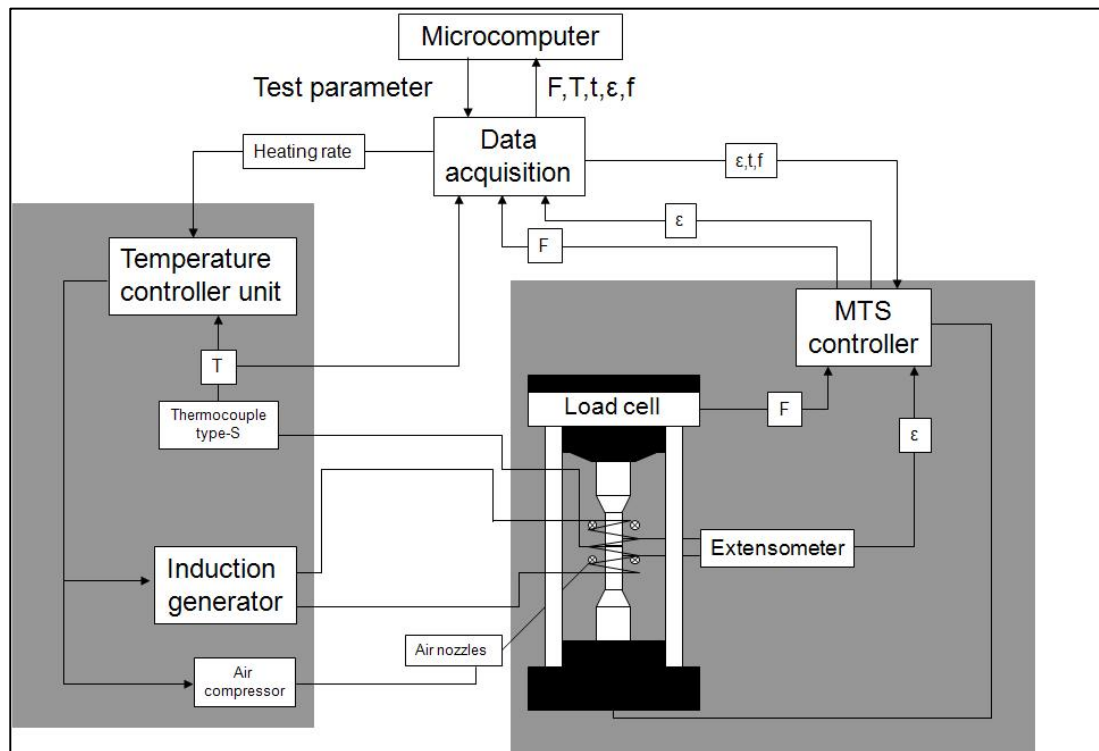 Microcomputer
Test parameter
F,T,t,ε,f
Data
acquisition
Heating rate
ε,t,f
ε
F
Temperature
controller unit
MTS
controller
T
Load cell
F
Thermocouple
type-S
ε
Extensometer
Induction
generator
Air nozzles
Air
compressor